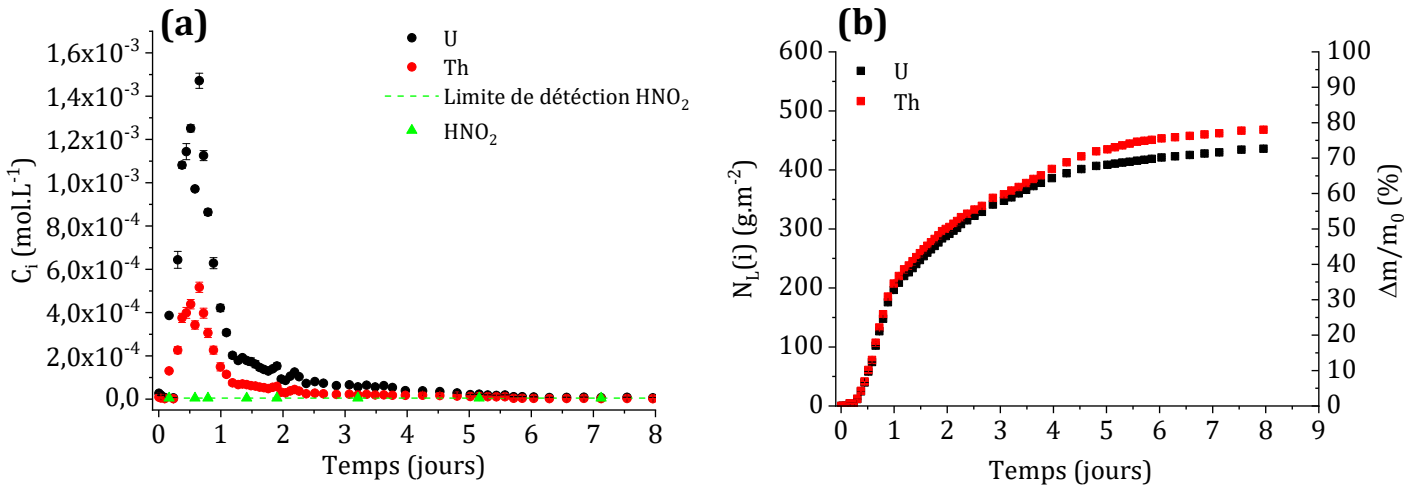 (a)
C_i (mol.L⁻¹)
1,6x10⁻³
1,4x10⁻³
1,2x10⁻³
1,0x10⁻³
8,0x10⁻⁴
6,0x10⁻⁴
4,0x10⁻⁴
2,0x10⁻⁴
0,0
U
Th
Limite de détéction HNO₂
HNO₂
0 1 2 3 4 5 6 7 8
Temps (jours)
(b)
N_L(i) (g.m⁻²)
600
500
400
300
200
100
0
U
Th
100
90
80
70
60
50
40
30
20
10
0
Δm/m₀ (%)
0 1 2 3 4 5 6 7 8 9
Temps (jours)